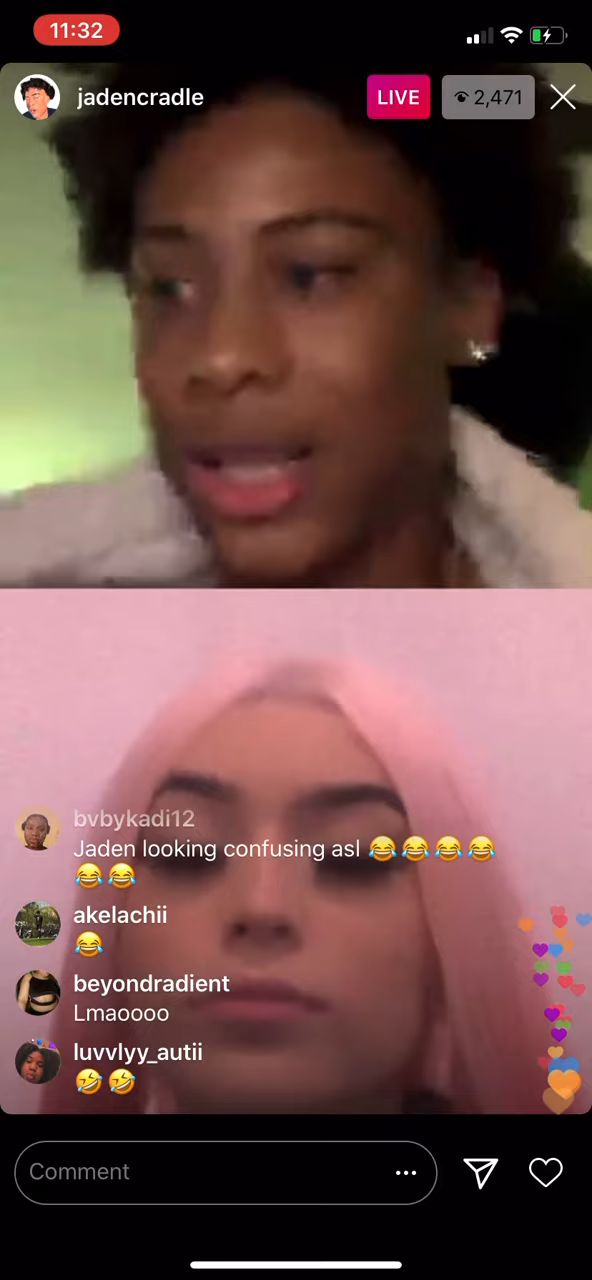 11:32
jadencradle
LIVE
2,471
bvbykadi12
Jaden looking confusing asl 😂😂😂😂
😂😂
akelachii
😂
beyondradient
Lmaoooo
luvvlyy_autii
🤣🤣
Comment